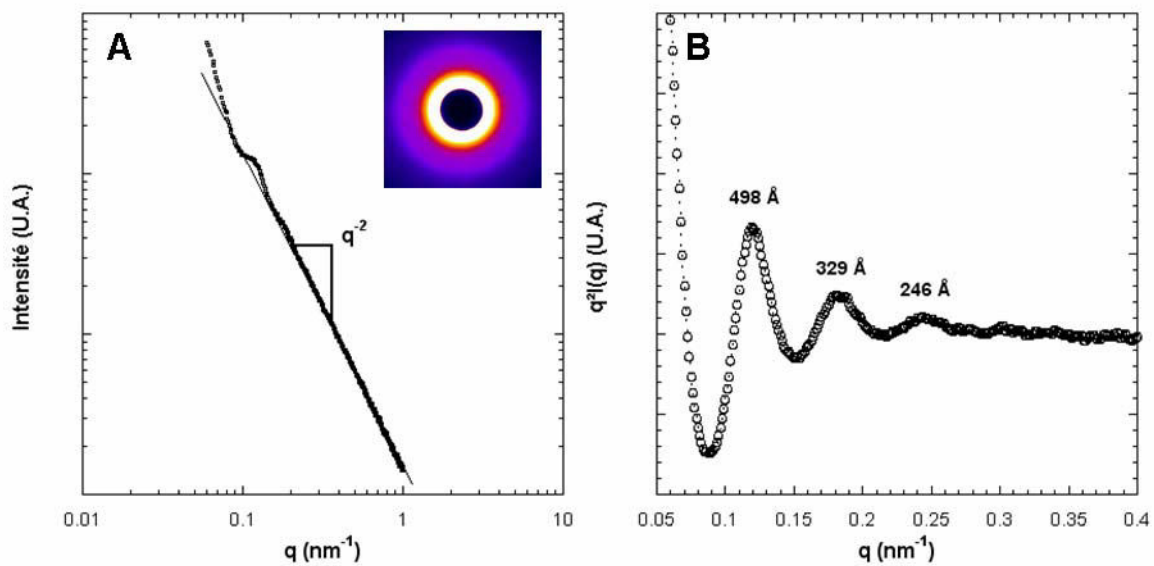 A
Intensité (U.A.)
q⁻²
0.01
0.1
1
10
q (nm⁻¹)
B
q²I(q) (U.A.)
498 Å
329 Å
246 Å
0.05
0.1
0.15
0.2
0.25
0.3
0.35
0.4
q (nm⁻¹)